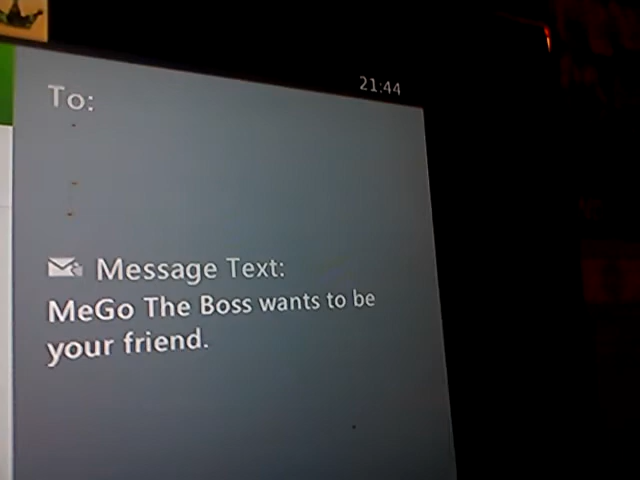 21:44
To:
Message Text:
MeGo The Boss wants to be
your friend.